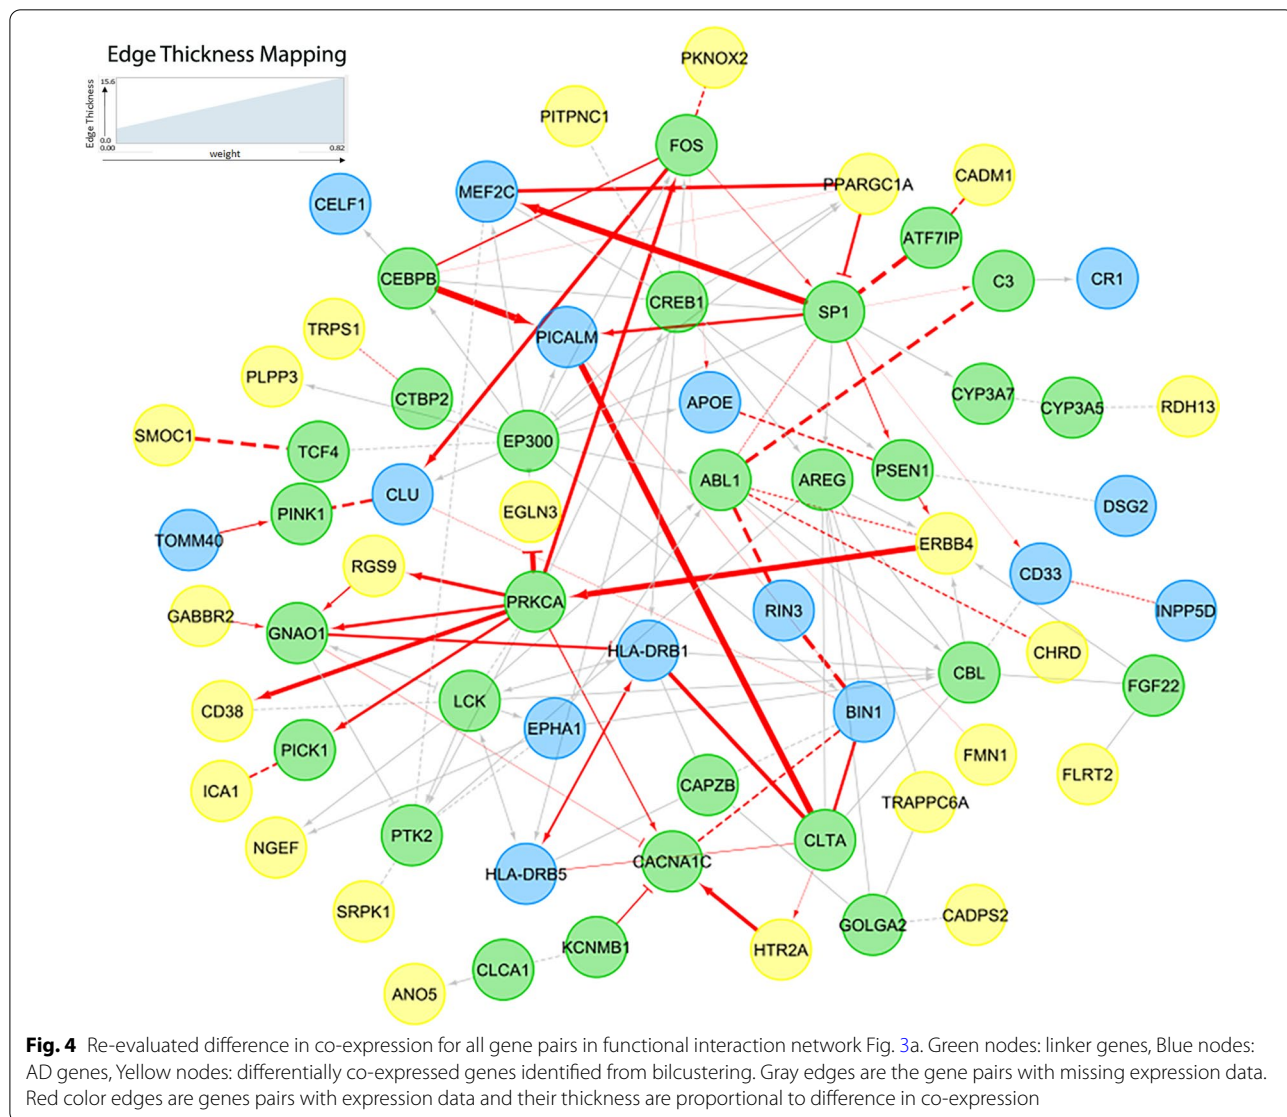 Edge Thickness Mapping
15.6
Edge Thickness
0.0
0.00
weight
0.82
PKNOX2
PITPNC1
FOS
MEF2C
PPARGC1A
CADM1
CELF1
ATF7IP
CEBPB
CREB1
C3
CR1
SP1
TRPS1
PICALM
PLPP3
CTBP2
APOE
CYP3A7
CYP3A5
RDH13
SMOC1
TCF4
EP300
ABL1
AREG
PSEN1
CLU
PINK1
EGLN3
DSG2
TOMM40
ERBB4
RGS9
CD33
PRKCA
GABBR2
RIN3
INPP5D
GNAO1
HLA-DRB1
CHRD
CBL
FGF22
CD38
LCK
BIN1
EPHA1
PICK1
FMN1
ICA1
CAPZB
FLRT2
TRAPPC6A
NGEF
PTK2
CLTA
CACNA1C
HLA-DRB5
SRPK1
CADPS2
GOLGA2
KCNMB1
HTR2A
CLCA1
ANO5
Fig. 4 Re-evaluated difference in co-expression for all gene pairs in functional interaction network Fig. 3a. Green nodes: linker genes, Blue nodes:
AD genes, Yellow nodes: differentially co-expressed genes identified from bilcustering. Gray edges are the gene pairs with missing expression data.
Red color edges are genes pairs with expression data and their thickness are proportional to difference in co-expression